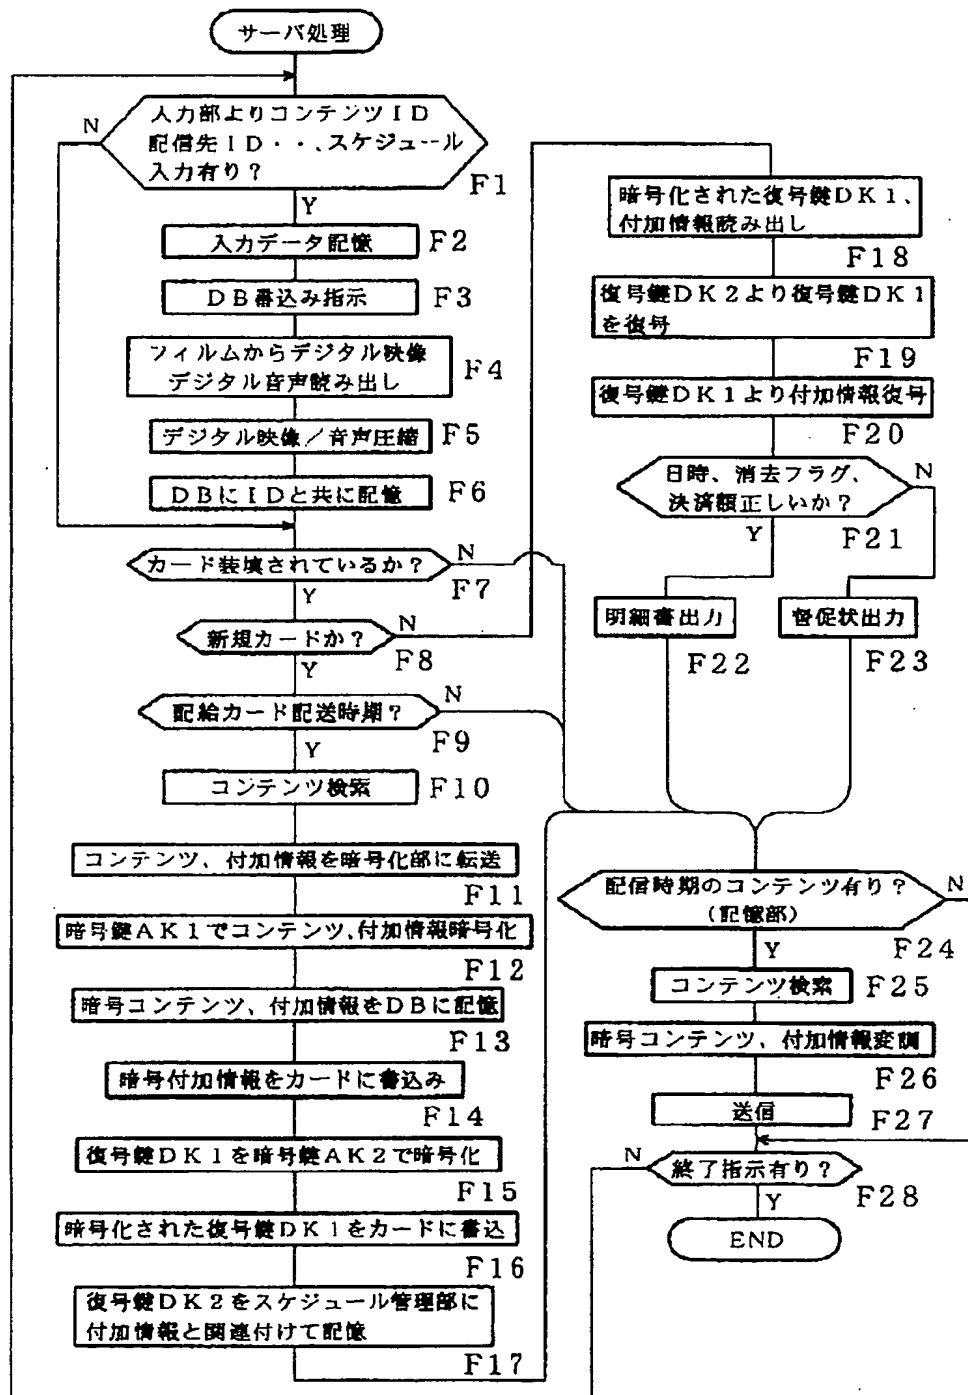 サーバ処理
入力部よりコンテンツID
配信先ID・・、スケジュール
入力有り?
N
F1
Y
入力データ記憶
F2
DB書込み指示
F3
フィルムからデジタル映像
デジタル音声読み出し
F4
デジタル映像/音声圧縮
F5
DBにIDと共に記憶
F6
カード装填されているか?
N
F7
Y
新規カードか?
N
F8
Y
配給カード配送時期?
N
F9
Y
コンテンツ検索
F10
コンテンツ、付加情報を暗号化部に転送
F11
暗号鍵AK1でコンテンツ、付加情報暗号化
F12
暗号コンテンツ、付加情報をDBに記憶
F13
暗号付加情報をカードに書込み
F14
復号鍵DK1を暗号鍵AK2で暗号化
F15
暗号化された復号鍵DK1をカードに書込
F16
復号鍵DK2をスケジュール管理部に
付加情報と関連付けて記憶
F17
暗号化された復号鍵DK1、
付加情報読み出し
F18
復号鍵DK2より復号鍵DK1
を復号
F19
復号鍵DK1より付加情報復号
F20
日時、消去フラグ、
決済額正しいか?
N
F21
Y
明細書出力
F22
督促状出力
F23
配信時期のコンテンツ有り?
(記憶部)
N
F24
Y
コンテンツ検索
F25
暗号コンテンツ、付加情報変調
F26
送信
F27
終了指示有り?
N
F28
Y
END